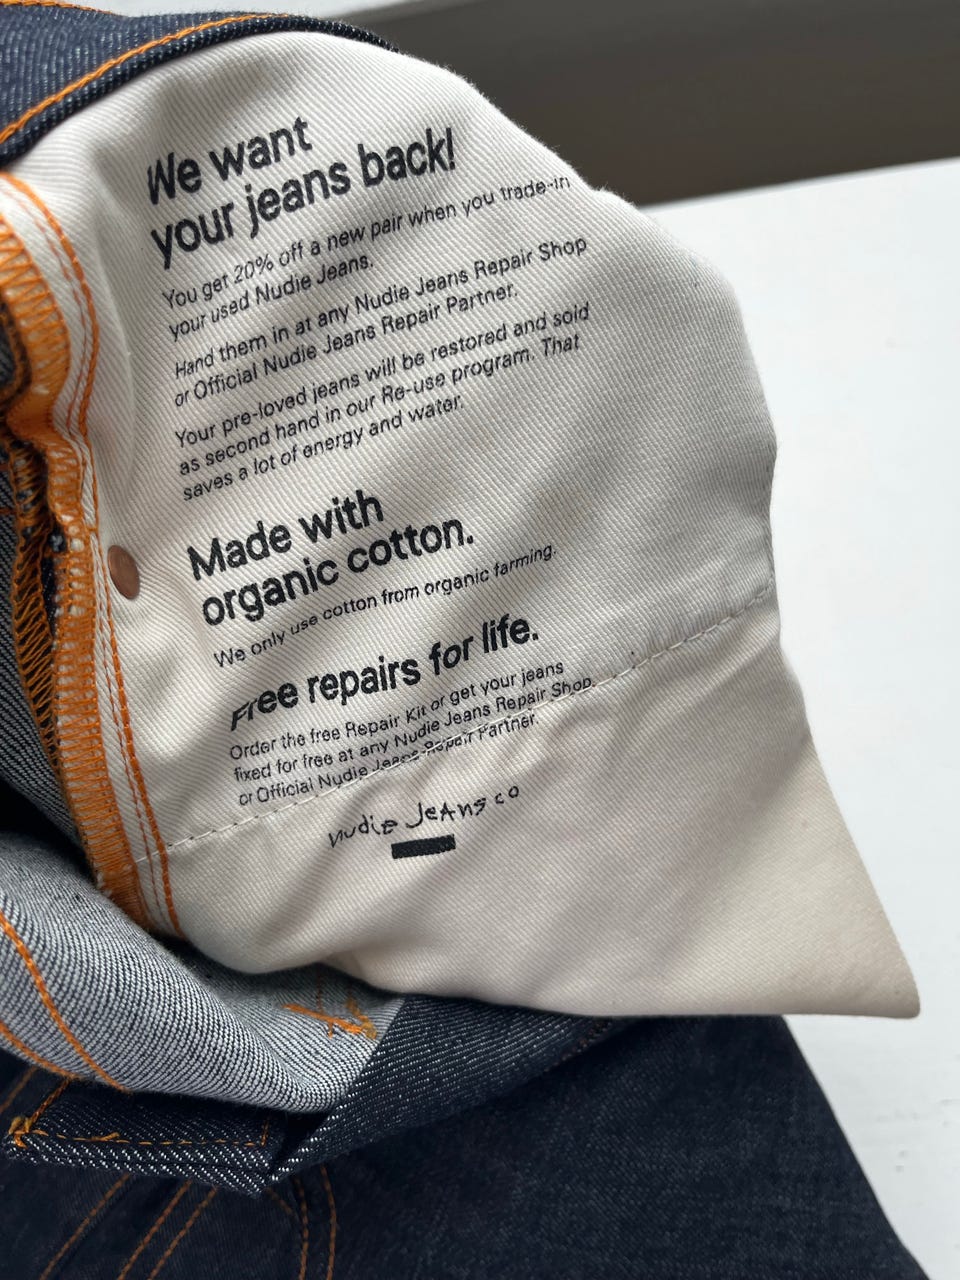 We want
your jeans back!
You get 20% off a new pair when you trade-in
your used Nudie Jeans.
Hand them in at any Nudie Jeans Repair Shop
or Official Nudie Jeans Repair Partner.
Your pre-loved jeans will be restored and sold
as second hand in our Re-use program. That
saves a lot of energy and water.
Made with
organic cotton.
We only use cotton from organic farming.
Free repairs for life.
Order the free Repair Kit or get your jeans
fixed for free at any Nudie Jeans Repair Shop.
or Official Nudie Jeans Repair Partner.
nudie JeAns co